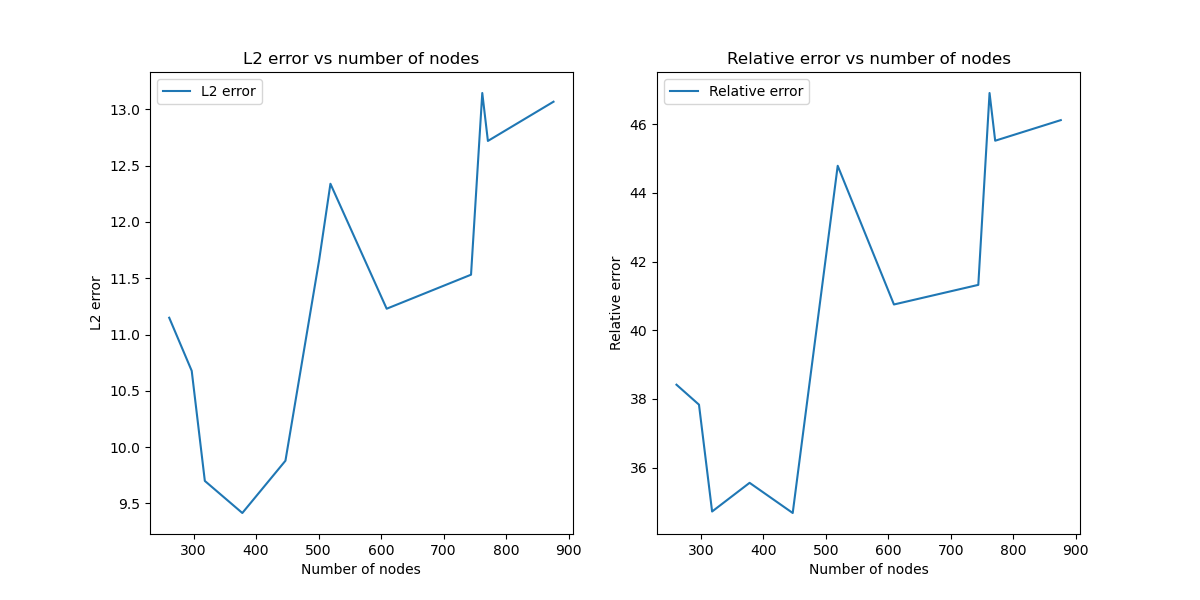 L2 error vs number of nodes
L2 error
13.0
12.5
12.0
11.5
11.0
10.5
10.0
9.5
L2 error
300 400 500 600 700 800 900
Number of nodes
Relative error vs number of nodes
Relative error
46
44
42
40
38
36
Relative error
300 400 500 600 700 800 900
Number of nodes